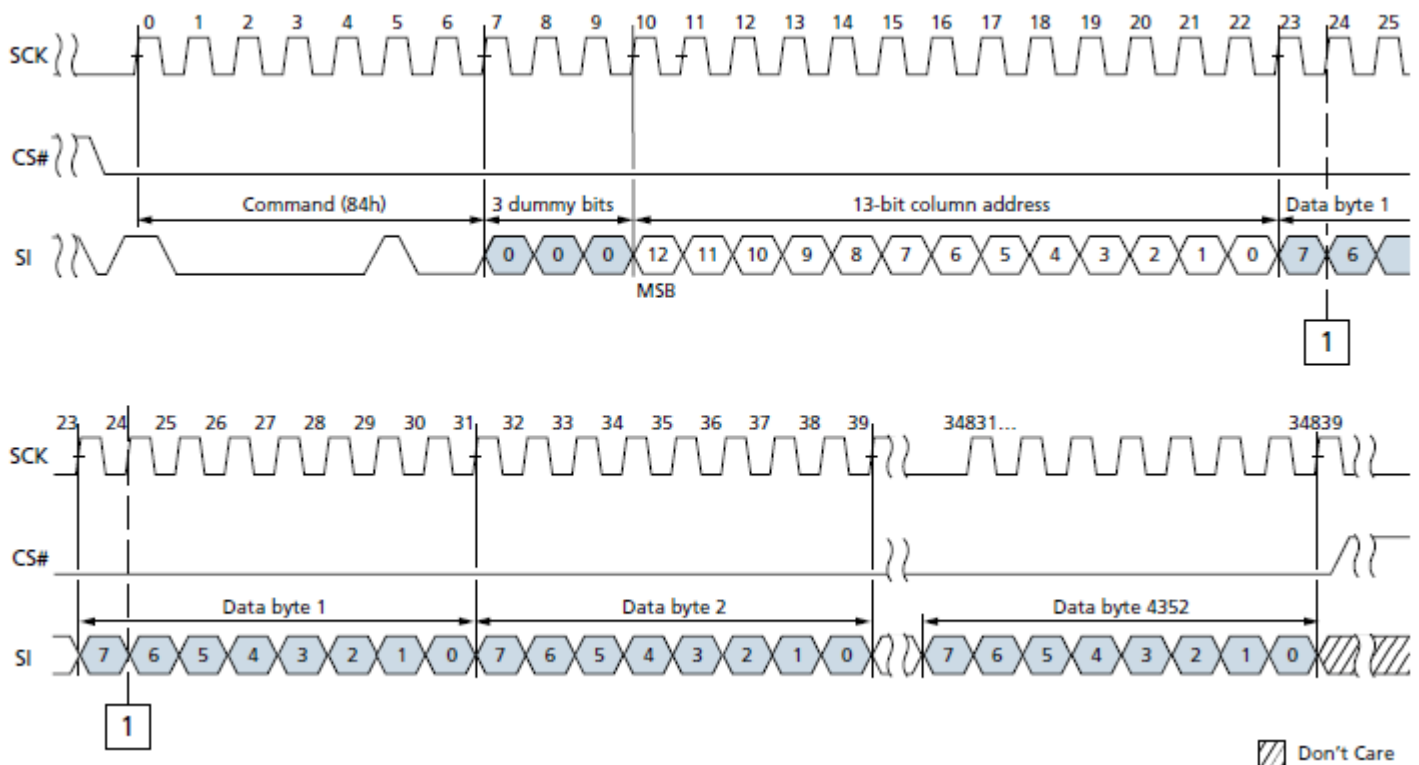 0 1 2 3 4 5 6 7 8 9 10 11 12 13 14 15 16 17 18 19 20 21 22 23 24 25
SCK
CS#
Command (84h) 3 dummy bits 13-bit column address Data byte 1
SI 0 0 0 12 11 10 9 8 7 6 5 4 3 2 1 0 7 6
MSB
1
23 24 25 26 27 28 29 30 31 32 33 34 35 36 37 38 39 34831... 34839
SCK
CS#
Data byte 1 Data byte 2 Data byte 4352
SI 7 6 5 4 3 2 1 0 7 6 5 4 3 2 1 0 7 6 5 4 3 2 1 0
1
Don't Care